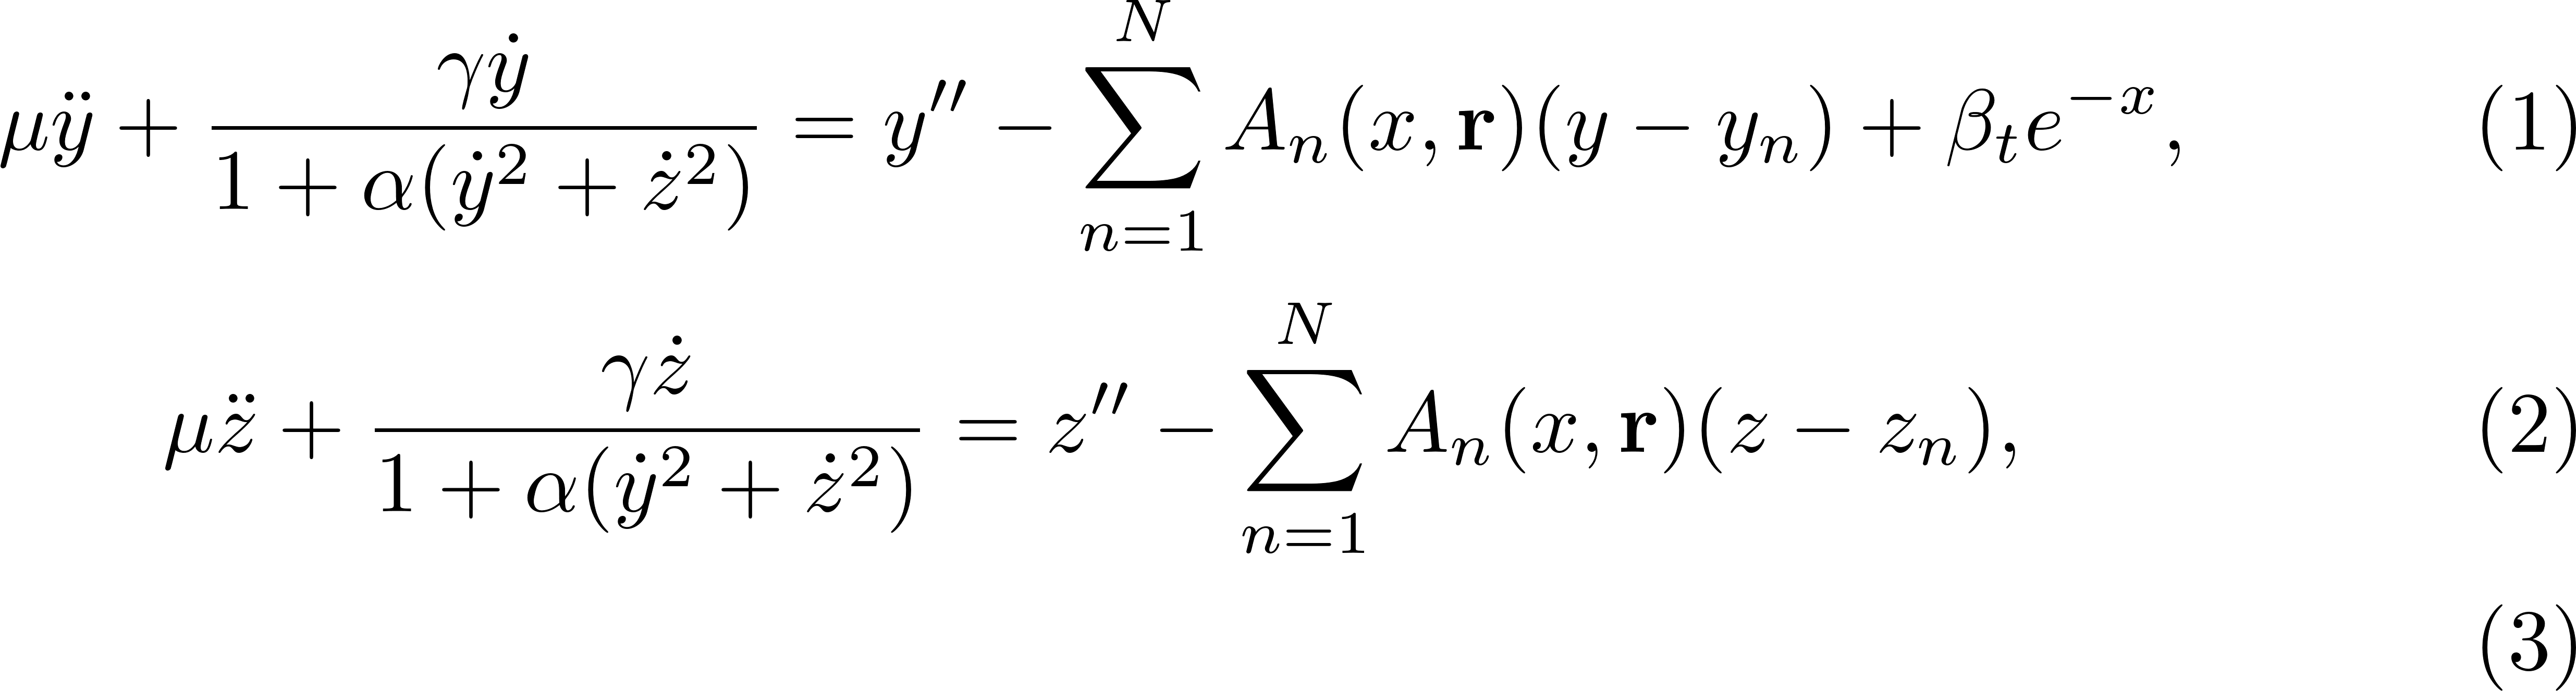 μÿ + γẏ / (1 + α(ẏ² + ż²)) = y″ − ∑_{n=1}^{N} A_n(x, **r**)(y − y_n) + β_t e^{−x}, (1)
μz̈ + γż / (1 + α(ẏ² + ż²)) = z″ − ∑_{n=1}^{N} A_n(x, **r**)(z − z_n), (2)
(3)